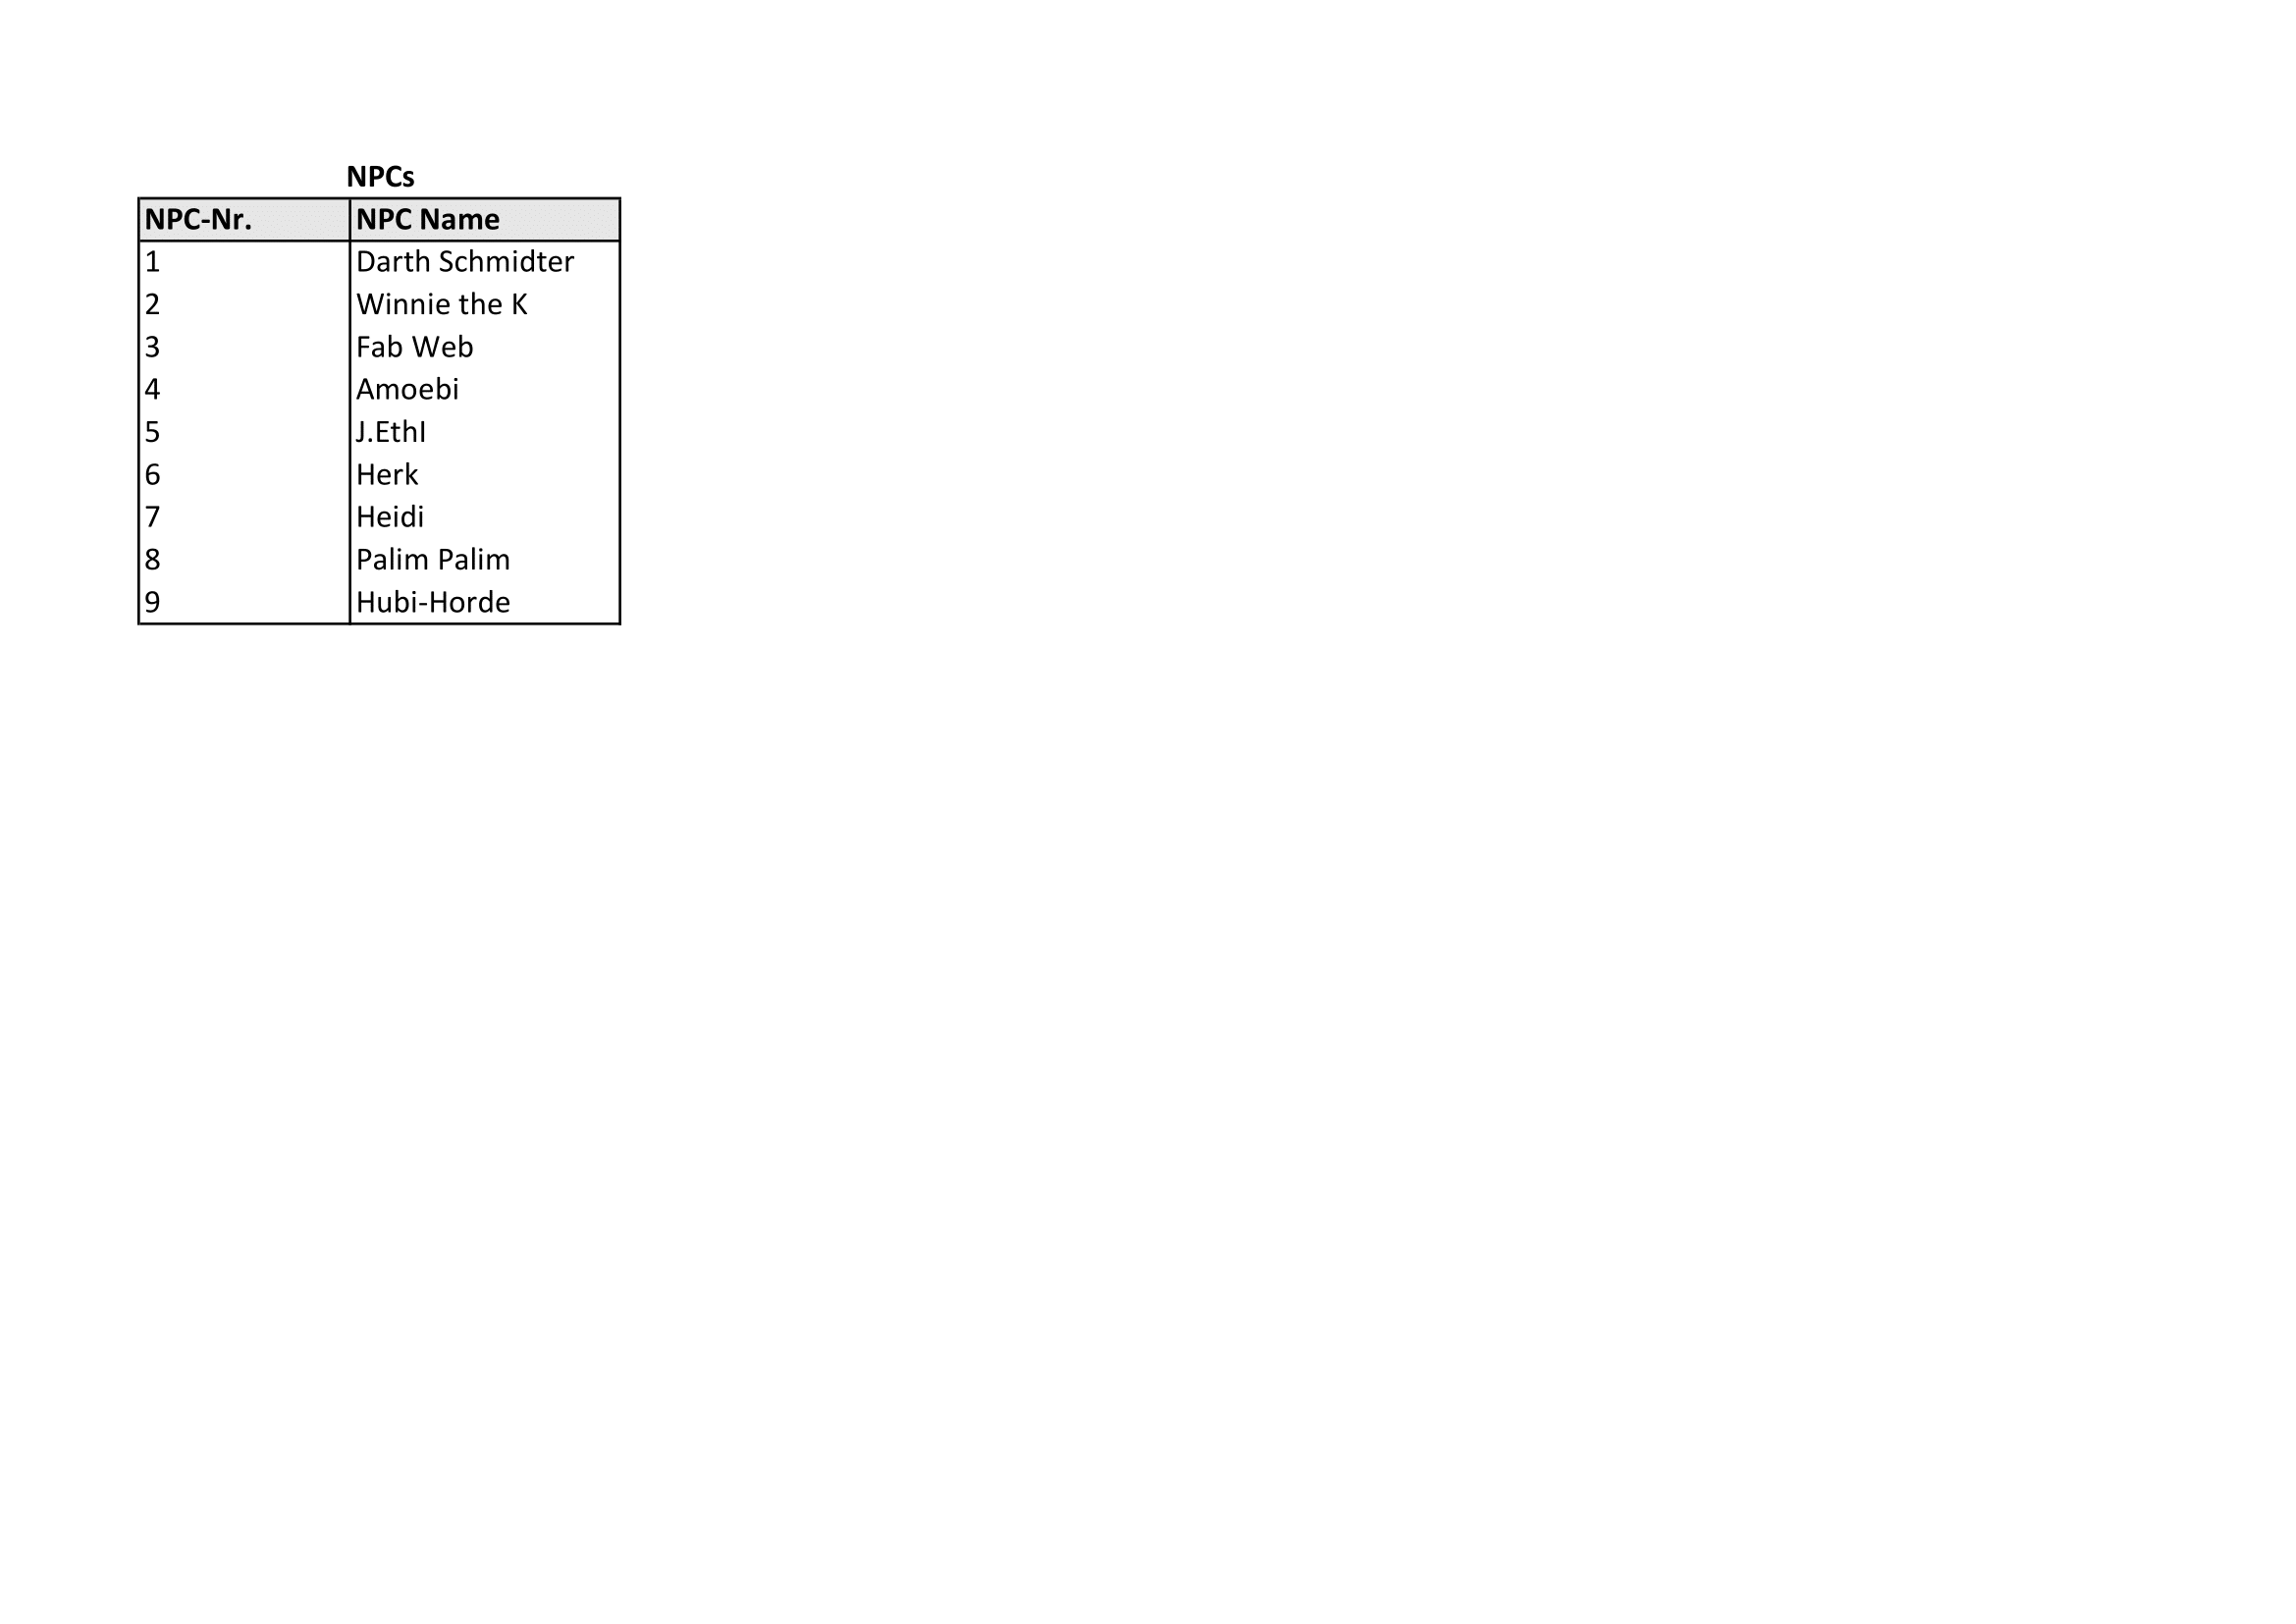 NPCs
NPC-Nr. NPC Name
1 Darth Schmidter
2 Winnie the K
3 Fab Web
4 Amoebi
5 J.Ethl
6 Herk
7 Heidi
8 Palim Palim
9 Hubi-Horde